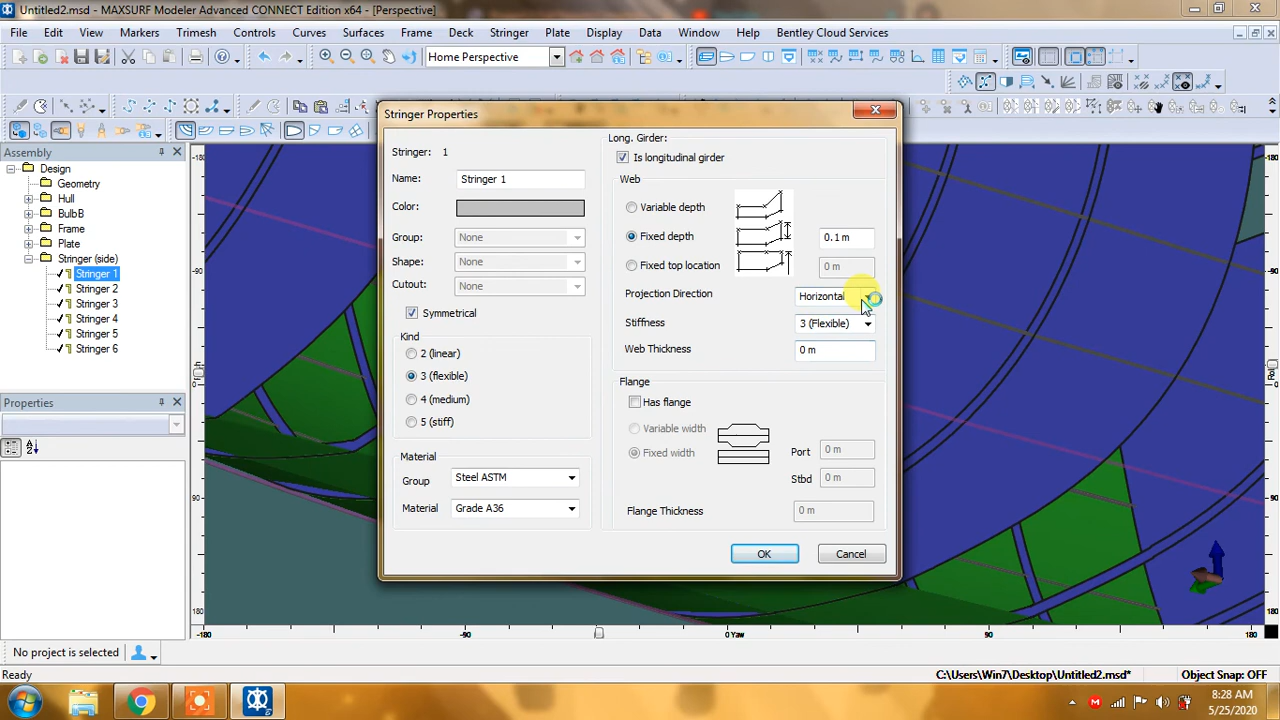 Untitled2.msd - MAXSURF Modeler Advanced CONNECT Edition x64 - [Perspective]
File Edit View Markers Trimesh Controls Curves Surfaces Frame Deck Stringer Plate Display Data Window Help Bentley Cloud Services
Home Perspective
Assembly
Design
Geometry
Hull
BulbB
Frame
Plate
Stringer (side)
Stringer 1
Stringer 2
Stringer 3
Stringer 4
Stringer 5
Stringer 6
Properties
Stringer Properties
Stringer: 1
Name: Stringer 1
Color:
Group: None
Shape: None
Cutout: None
Symmetrical
Kind
2 (linear)
3 (flexible)
4 (medium)
5 (stiff)
Material
Group Steel ASTM
Material Grade A36
Long. Girder:
Is longitudinal girder
Web
Variable depth
Fixed depth 0.1 m
Fixed top location 0 m
Projection Direction Horizontal
Stiffness 3 (Flexible)
Web Thickness 0 m
Flange
Has flange
Variable width
Fixed width
Port 0 m
Stbd 0 m
Flange Thickness 0 m
OK Cancel
-180 -90 0 Yaw 90 180
No project is selected
Ready C:\Users\Win7\Desktop\Untitled2.msd* Object Snap: OFF
8:28 AM
5/25/2020